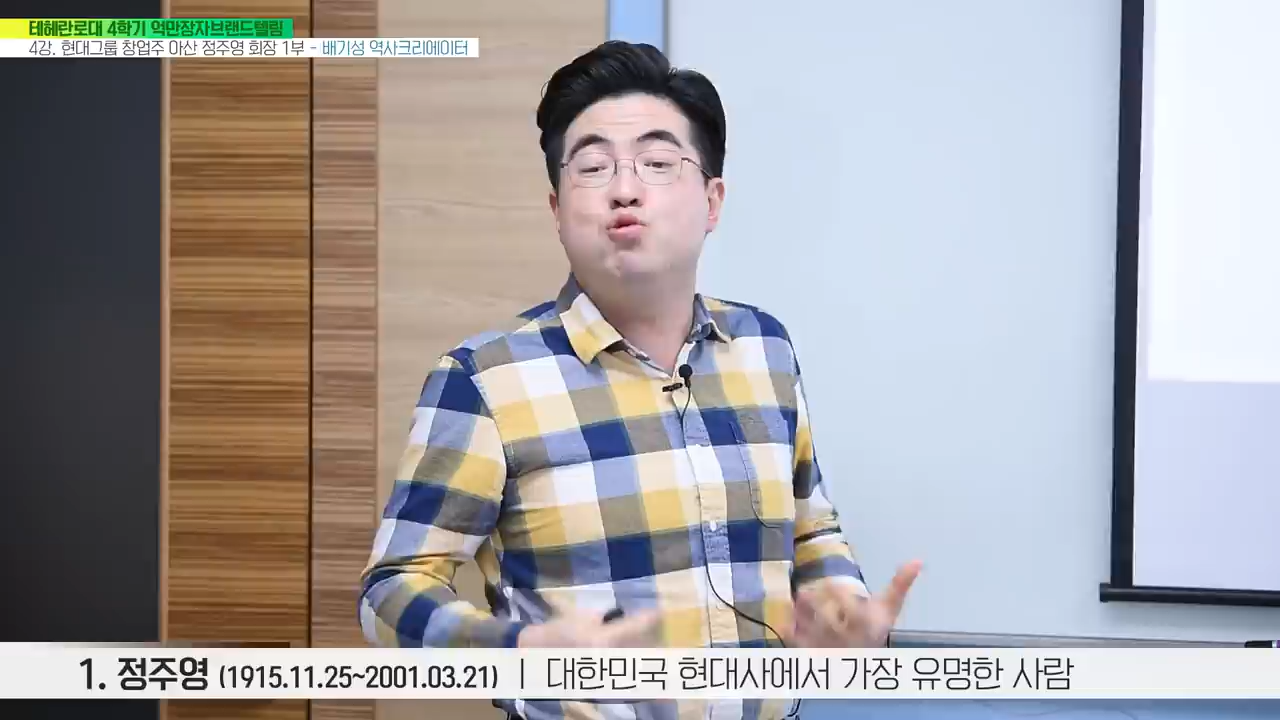 테헤란로대 4학기 억만장자브랜드텔링
4강. 현대그룹 창업주 아산 정주영 회장 1부 - 배기성 역사크리에이터
1. 정주영 (1915.11.25~2001.03.21) | 대한민국 현대사에서 가장 유명한 사람